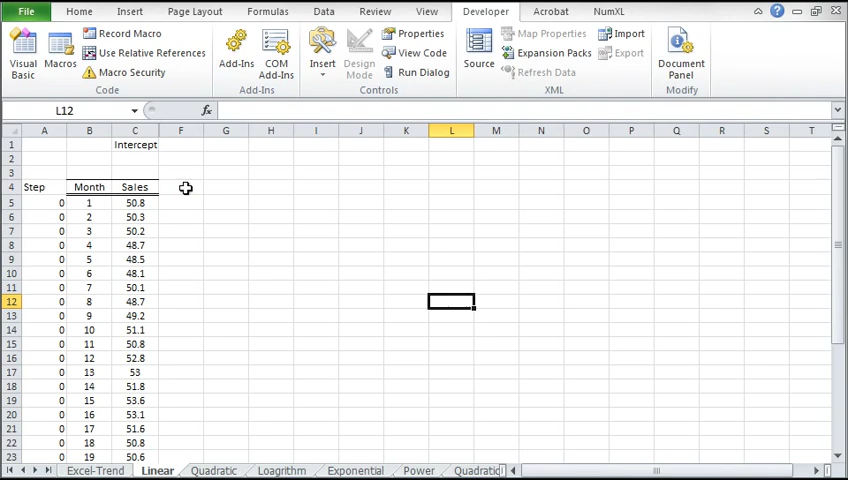 File Home Insert Page Layout Formulas Data Review View Developer Acrobat NumXL
Visual Basic
Macros
Record Macro
Use Relative References
Macro Security
Code
Add-Ins
COM Add-Ins
Add-Ins
Insert
Design Mode
Properties
View Code
Run Dialog
Controls
Source
Map Properties
Expansion Packs
Refresh Data
Import
Export
XML
Document Panel
Modify
L12 fx
A B C F G H I J K L M N O P Q R S T
1 Intercept
2
3
4 Step Month Sales
5 0 1 50.8
6 0 2 50.3
7 0 3 50.2
8 0 4 48.7
9 0 5 48.5
10 0 6 48.1
11 0 7 50.1
12 0 8 48.7
13 0 9 49.2
14 0 10 51.1
15 0 11 50.8
16 0 12 52.8
17 0 13 53
18 0 14 51.8
19 0 15 53.6
20 0 16 53.1
21 0 17 51.6
22 0 18 50.8
23 0 19 50.6
Excel-Trend Linear Quadratic Loagrithm Exponential Power Quadratic